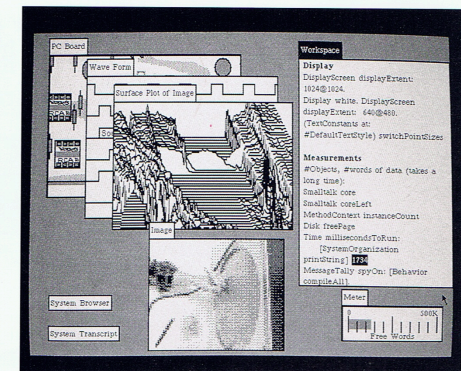 PC Board
Wave Form
Surface Plot of Image
Sou
Image
System Browser
System Transcript
Workspace
Display
DisplayScreen displayExtent:
1024@1024.
Display white. DisplayScreen
displayExtent: 640@480.
(TextConstants at:
#DefaultTextStyle) switchPointSizes
Measurements
#Objects, #words of data (takes a
long time):
Smalltalk core
Smalltalk coreLeft
MethodContext instanceCount
Disk freePage
Time millisecondsToRun:
[SystemOrganization
printString] 1734
MessageTally spyOn: [Behavior
compileAll]
Meter
0 500K
Free Words